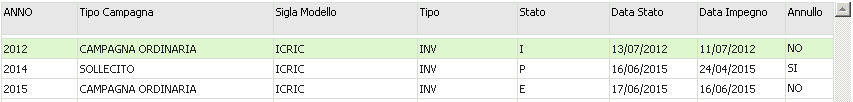 ANNO Tipo Campagna Sigla Modello Tipo Stato Data Stato Data Impegno Annullo
2012 CAMPAGNA ORDINARIA ICRIC INV I 13/07/2012 11/07/2012 NO
2014 SOLLECITO ICRIC INV P 16/06/2015 24/04/2015 SI
2015 CAMPAGNA ORDINARIA ICRIC INV E 17/06/2015 16/06/2015 NO